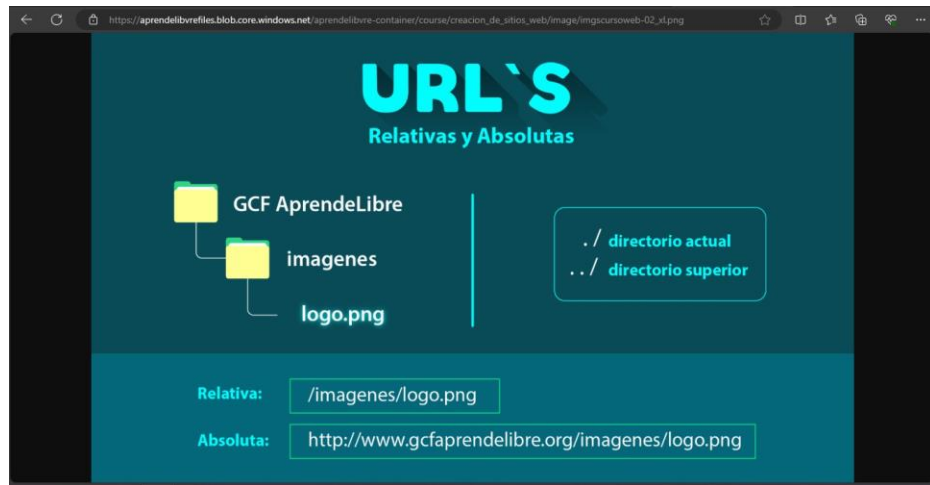 https://aprendelibvrefiles.blob.core.windows.net/aprendelibvre-container/course/creacion_de_sitios_web/image/imgscursoweb-02_xl.png
URL`S
Relativas y Absolutas
GCF AprendeLibre
imagenes
logo.png
./ directorio actual
../ directorio superior
Relativa: /imagenes/logo.png
Absoluta: http://www.gcfaprendelibre.org/imagenes/logo.png